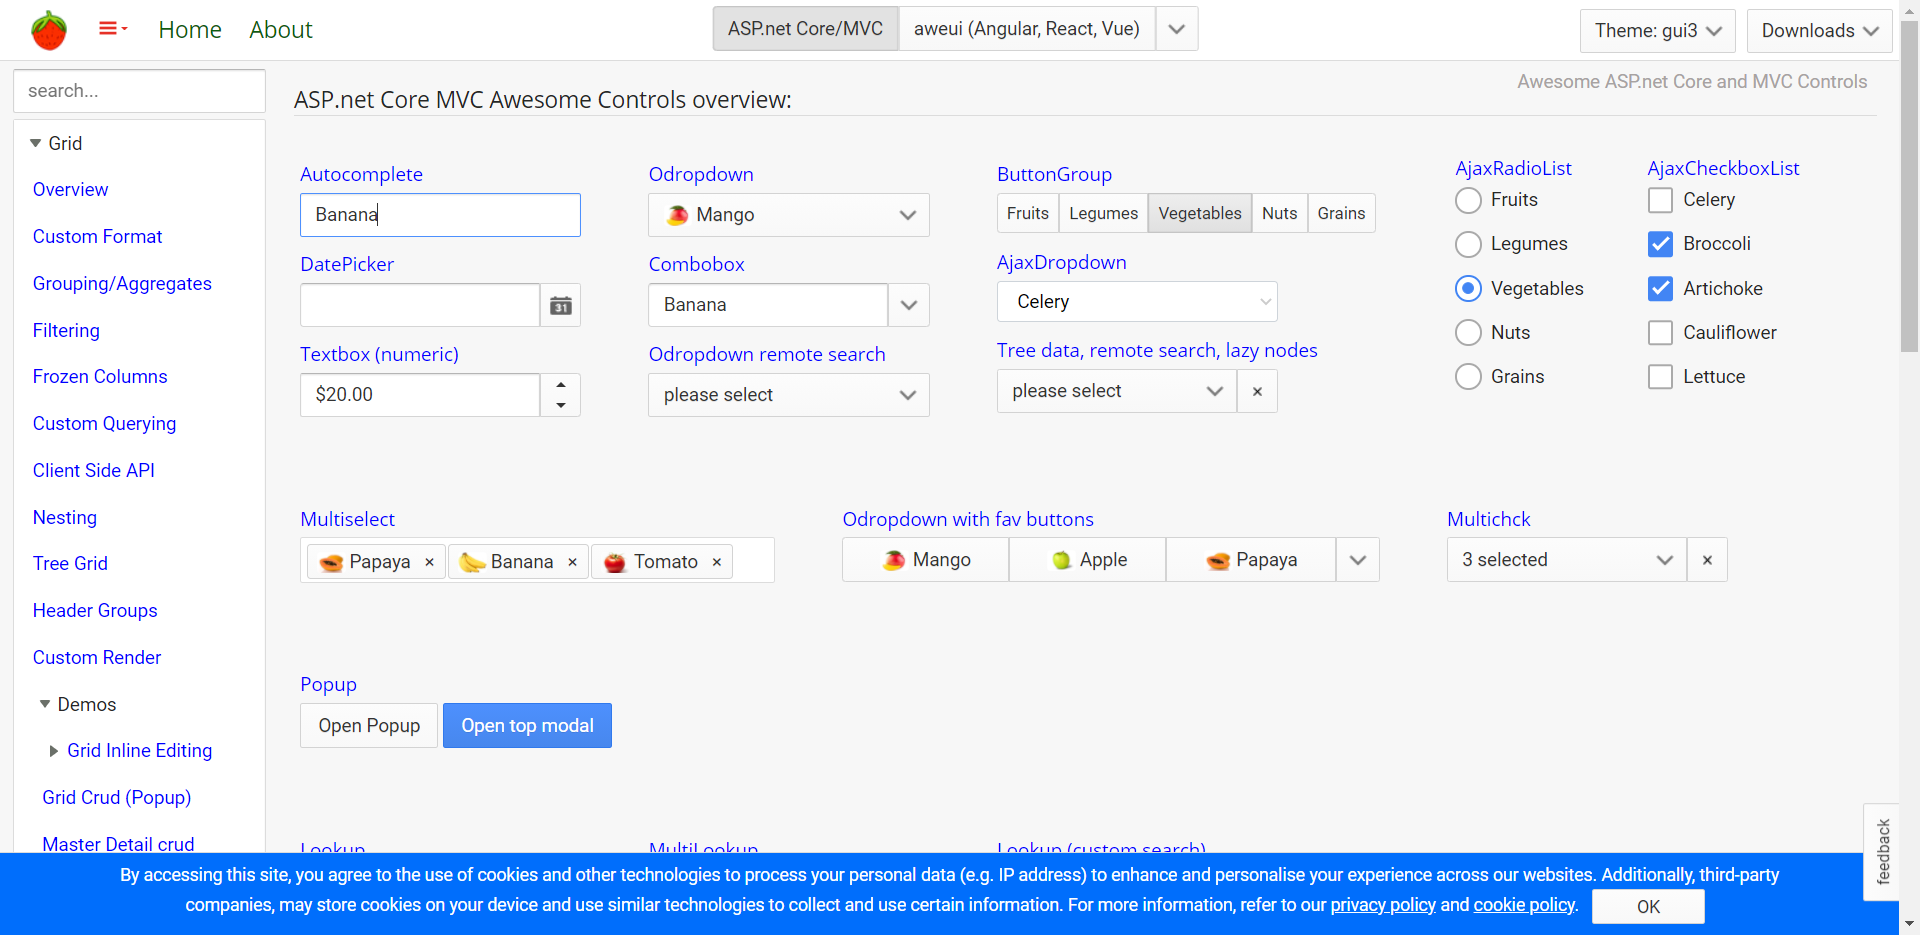 Home
About
ASP.net Core/MVC
aweui (Angular, React, Vue)
Theme: gui3
Downloads
search...
Grid
Overview
Custom Format
Grouping/Aggregates
Filtering
Frozen Columns
Custom Querying
Client Side API
Nesting
Tree Grid
Header Groups
Custom Render
Demos
Grid Inline Editing
Grid Crud (Popup)
Master Detail crud
Awesome ASP.net Core and MVC Controls
ASP.net Core MVC Awesome Controls overview:
Autocomplete
Banana
DatePicker
31
Textbox (numeric)
$20.00
Odropdown
Mango
Combobox
Banana
Odropdown remote search
please select
ButtonGroup
Fruits Legumes Vegetables Nuts Grains
AjaxDropdown
Celery
Tree data, remote search, lazy nodes
please select ×
AjaxRadioList
Fruits
Legumes
Vegetables
Nuts
Grains
AjaxCheckboxList
Celery
Broccoli
Artichoke
Cauliflower
Lettuce
Multiselect
Papaya × Banana × Tomato ×
Odropdown with fav buttons
Mango Apple Papaya
Multichck
3 selected ×
Popup
Open Popup Open top modal
Lookup
MultiLookup
Lookup (custom search)
feedback
By accessing this site, you agree to the use of cookies and other technologies to process your personal data (e.g. IP address) to enhance and personalise your experience across our websites. Additionally, third-party
companies, may store cookies on your device and use similar technologies to collect and use certain information. For more information, refer to our privacy policy and cookie policy.
OK